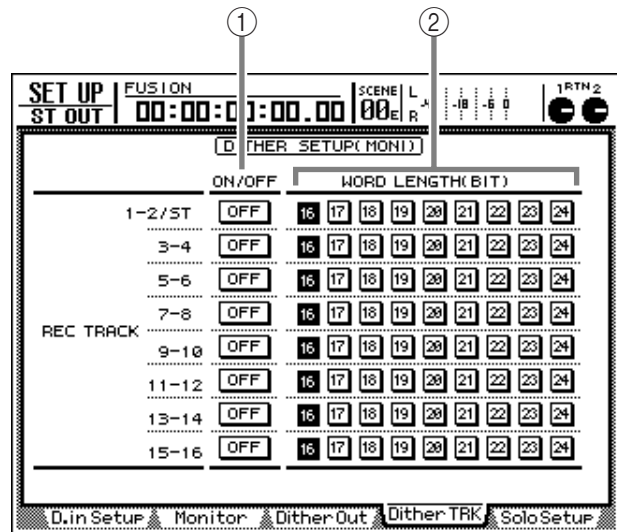 ① ②
SET UP FUSION SCENE L 1 RTN 2
ST OUT 00:00:00:00.00 00E R -18 -6 0
DITHER SETUP(MONI)
ON/OFF WORD LENGTH(BIT)
1-2/ST OFF 16 17 18 19 20 21 22 23 24
3-4 OFF 16 17 18 19 20 21 22 23 24
5-6 OFF 16 17 18 19 20 21 22 23 24
7-8 OFF 16 17 18 19 20 21 22 23 24
REC TRACK
9-10 OFF 16 17 18 19 20 21 22 23 24
11-12 OFF 16 17 18 19 20 21 22 23 24
13-14 OFF 16 17 18 19 20 21 22 23 24
15-16 OFF 16 17 18 19 20 21 22 23 24
D.in Setup Monitor Dither Out Dither TRK Solo Setup